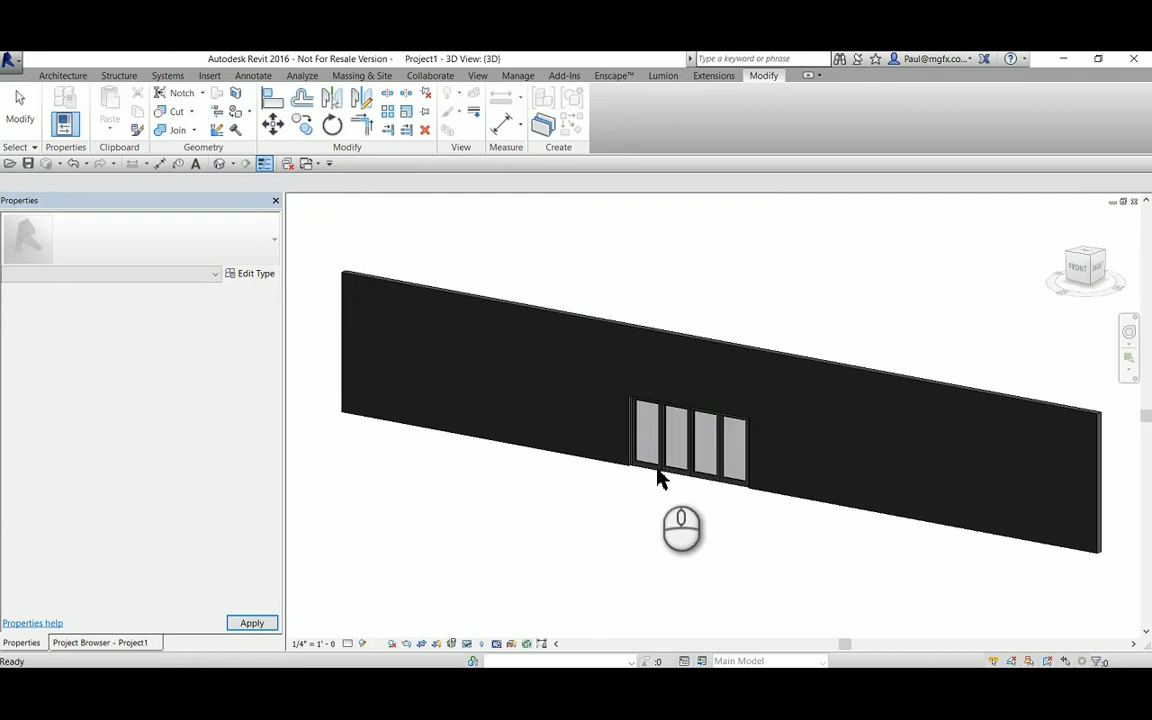 Autodesk Revit 2016 - Not For Resale Version - Project1 - 3D View: {3D}
Type a keyword or phrase
Paul@mgfx.co...
Architecture Structure Systems Insert Annotate Analyze Massing & Site Collaborate View Manage Add-Ins Enscape™ Lumion Extensions Modify
Modify
Paste
Notch
Cut
Join
Select Properties Clipboard Geometry Modify View Measure Create
Properties
Edit Type
FRONT
Properties help
Apply
Properties
Project Browser - Project1
1/4" = 1'-0
Ready
:0
Main Model
:0